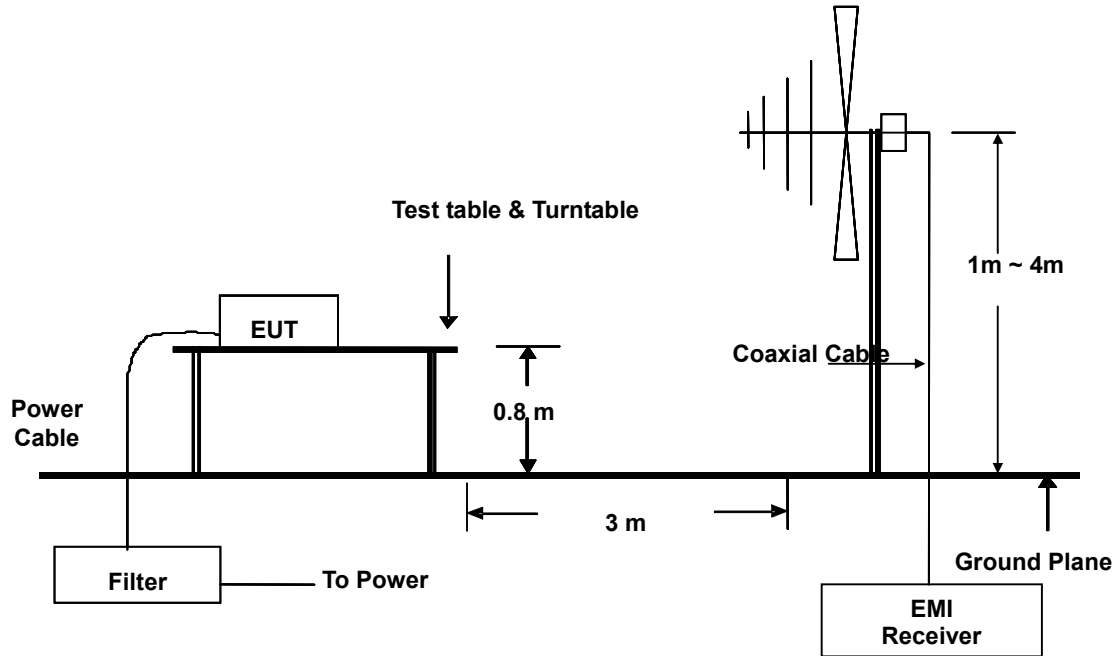 Test table & Turntable
1m ~ 4m
EUT
Coaxial Cable
0.8 m
Power
Cable
3 m
Ground Plane
Filter
To Power
EMI
Receiver